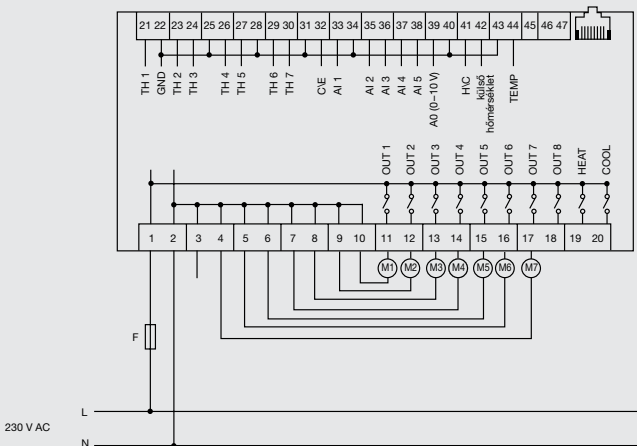 21 22 23 24 25 26 27 28 29 30 31 32 33 34 35 36 37 38 39 40 41 42 43 44 45 46 47
TH 1
GND
TH 2
TH 3
TH 4
TH 5
TH 6
TH 7
C\E
AI 1
AI 2
AI 3
AI 4
AI 5
A0 (0–10 V)
H\C
külső
hőmérséklet
TEMP
OUT 1
OUT 2
OUT 3
OUT 4
OUT 5
OUT 6
OUT 7
OUT 8
HEAT
COOL
1 2 3 4 5 6 7 8 9 10 11 12 13 14 15 16 17 18 19 20
M1 M2 M3 M4 M5 M6 M7
F
L
230 V AC
N